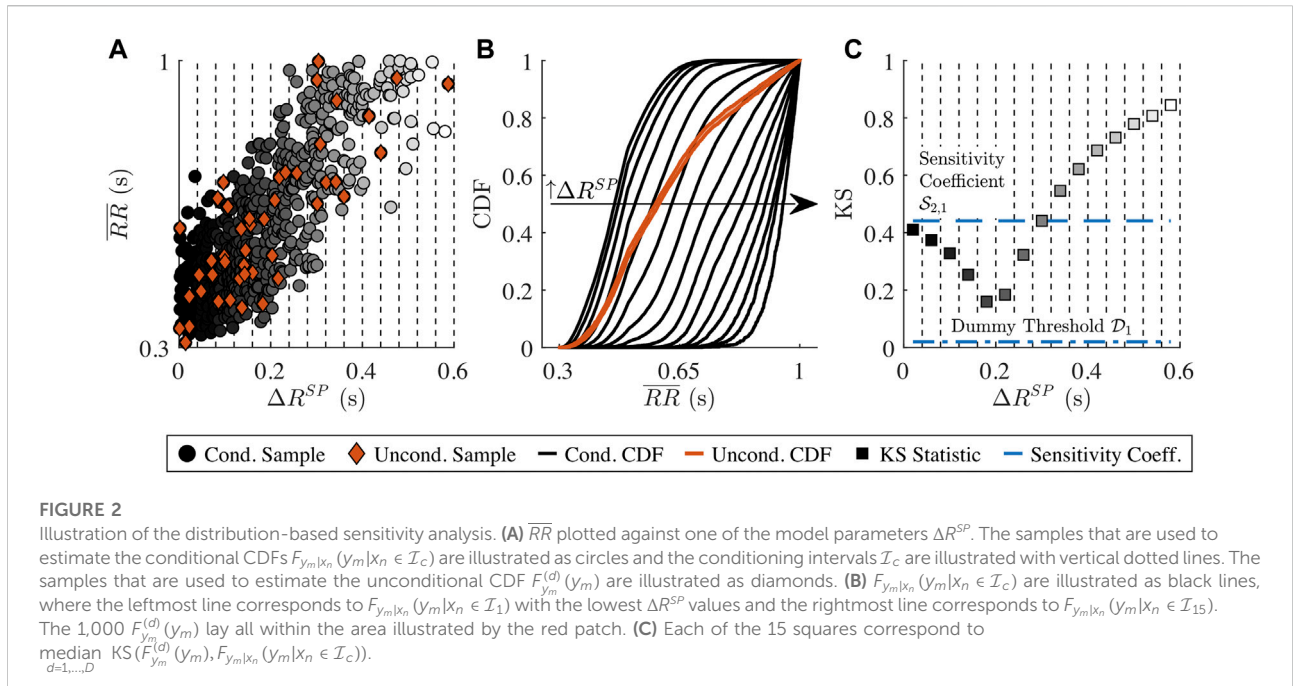 A
B
C
1
0.3
RR (s)
0
0.2
0.4
0.6
ΔR^{SP} (s)
1
0.8
0.6
0.4
0.2
0
CDF
↑ΔR^{SP}
0.3
0.65
1
RR (s)
1
0.8
0.6
0.4
0.2
0
KS
Sensitivity
Coefficient
S_{2,1}
Dummy Threshold D_1
0
0.2
0.4
0.6
ΔR^{SP} (s)
Cond. Sample Uncond. Sample Cond. CDF Uncond. CDF KS Statistic Sensitivity Coeff.
FIGURE 2
Illustration of the distribution-based sensitivity analysis. (A) \overline{RR} plotted against one of the model parameters ΔR^{SP}. The samples that are used to
estimate the conditional CDFs F_{y_m|x_n}(y_m|x_n ∈ I_c) are illustrated as circles and the conditioning intervals I_c are illustrated with vertical dotted lines. The
samples that are used to estimate the unconditional CDF F_{y_m}^{(d)}(y_m) are illustrated as diamonds. (B) F_{y_m|x_n}(y_m|x_n ∈ I_c) are illustrated as black lines,
where the leftmost line corresponds to F_{y_m|x_n}(y_m|x_n ∈ I_1) with the lowest ΔR^{SP} values and the rightmost line corresponds to F_{y_m|x_n}(y_m|x_n ∈ I_{15}).
The 1,000 F_{y_m}^{(d)}(y_m) lay all within the area illustrated by the red patch. (C) Each of the 15 squares correspond to
median KS(F_{y_m}^{(d)}(y_m), F_{y_m|x_n}(y_m|x_n ∈ I_c)).
d=1,...,D